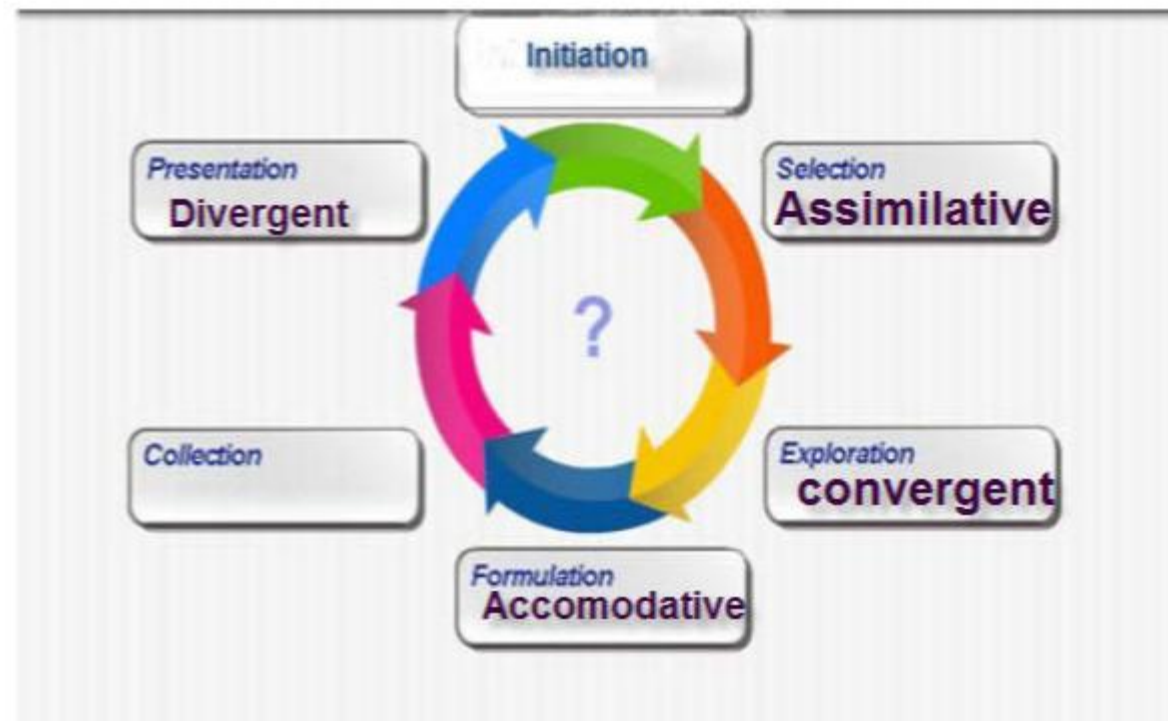 Initiation
Selection
Assimilative
Exploration
convergent
Formulation
Accomodative
Collection
Presentation
Divergent
?